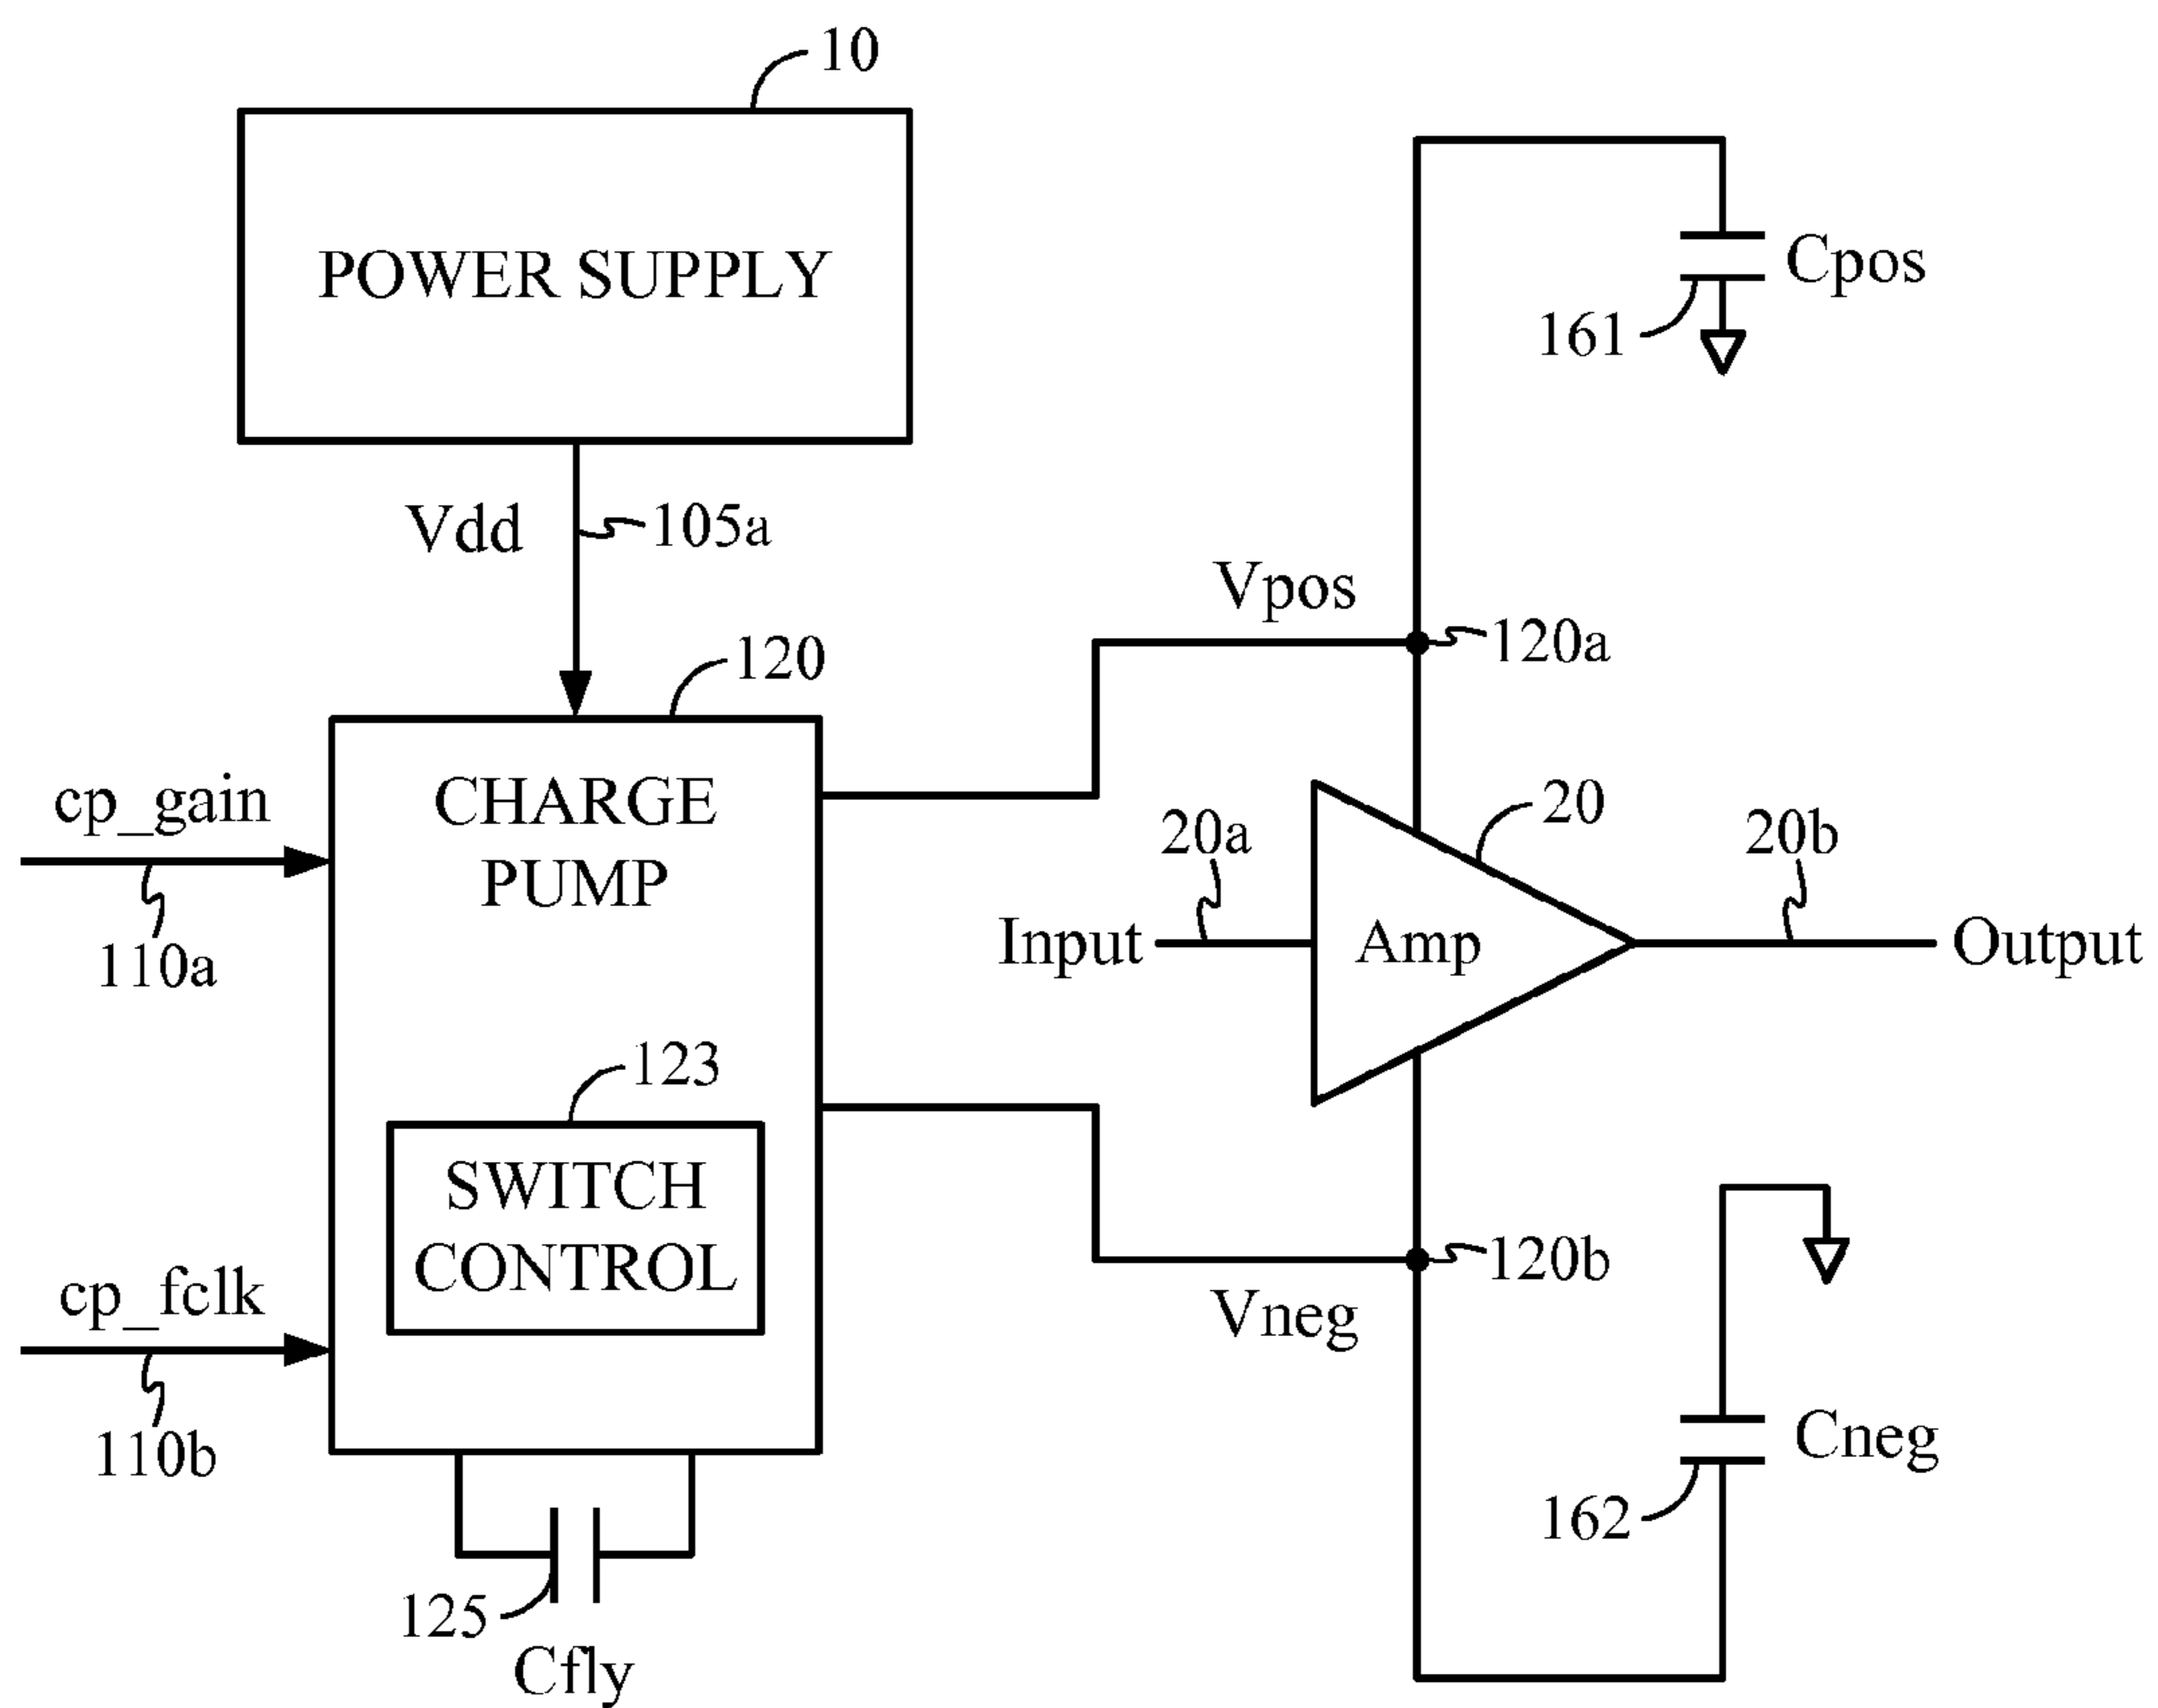 10
POWER SUPPLY
Cpos
161
Vdd
105a
Vpos
120a
120
CHARGE
PUMP
cp_gain
110a
20
20a
20b
Input
Amp
Output
123
SWITCH
CONTROL
120b
Vneg
cp_fclk
110b
Cneg
162
125
Cfly